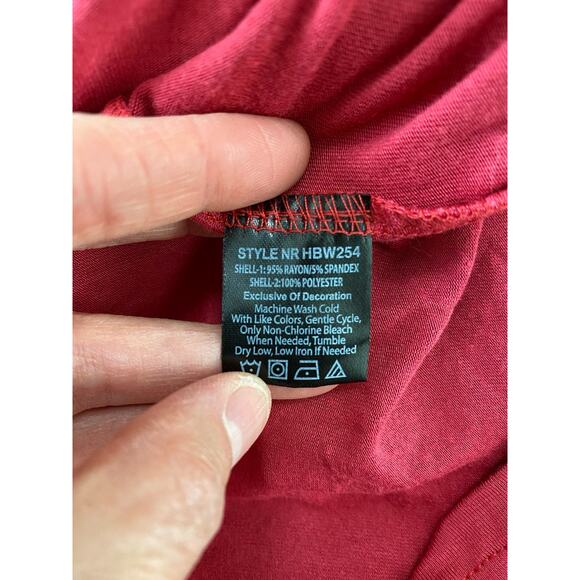 STYLE NR HBW254
SHELL-1: 95% RAYON/5% SPANDEX
SHELL-2: 100% POLYESTER
Exclusive Of Decoration
Machine Wash Cold
With Like Colors, Gentle Cycle,
Only Non-Chlorine Bleach
When Needed, Tumble
Dry Low, Low Iron If Needed